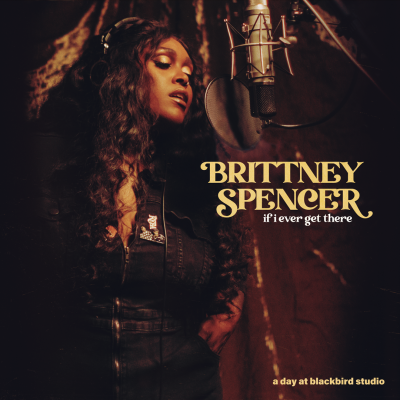 BRITTNEY
SPENCER
if i ever get there
a day at blackbird studio